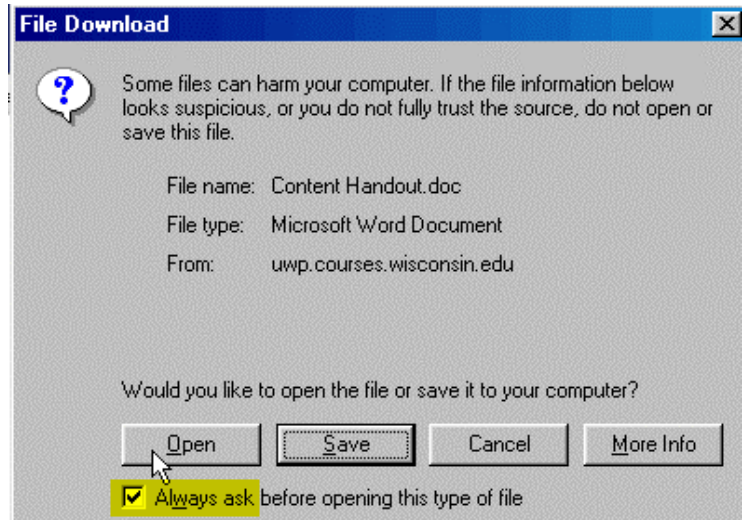 File Download
Some files can harm your computer. If the file information below
looks suspicious, or you do not fully trust the source, do not open or
save this file.
File name: Content Handout.doc
File type: Microsoft Word Document
From: uwp.courses.wisconsin.edu
Would you like to open the file or save it to your computer?
Open Save Cancel More Info
Always ask before opening this type of file